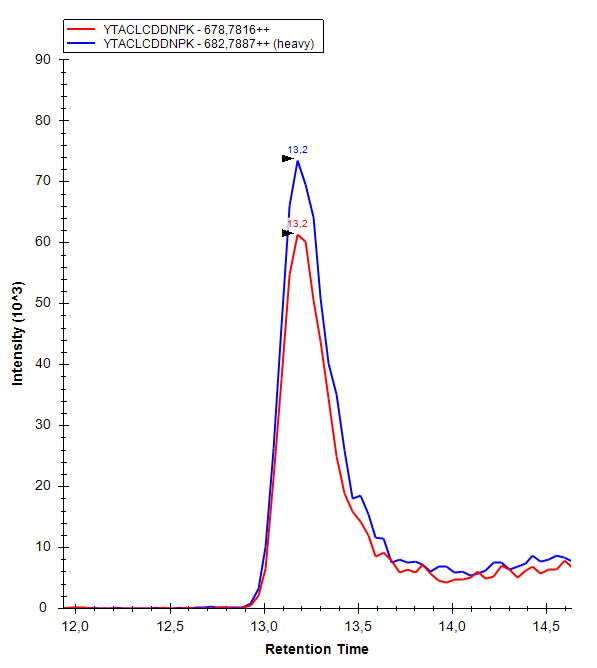 YTACLCDDNPK - 678,7816++
YTACLCDDNPK - 682,7887++ (heavy)
90
80
70
60
50
40
30
20
10
0
Intensity (10^3)
13,2
13,2
12,0 12,5 13,0 13,5 14,0 14,5
Retention Time